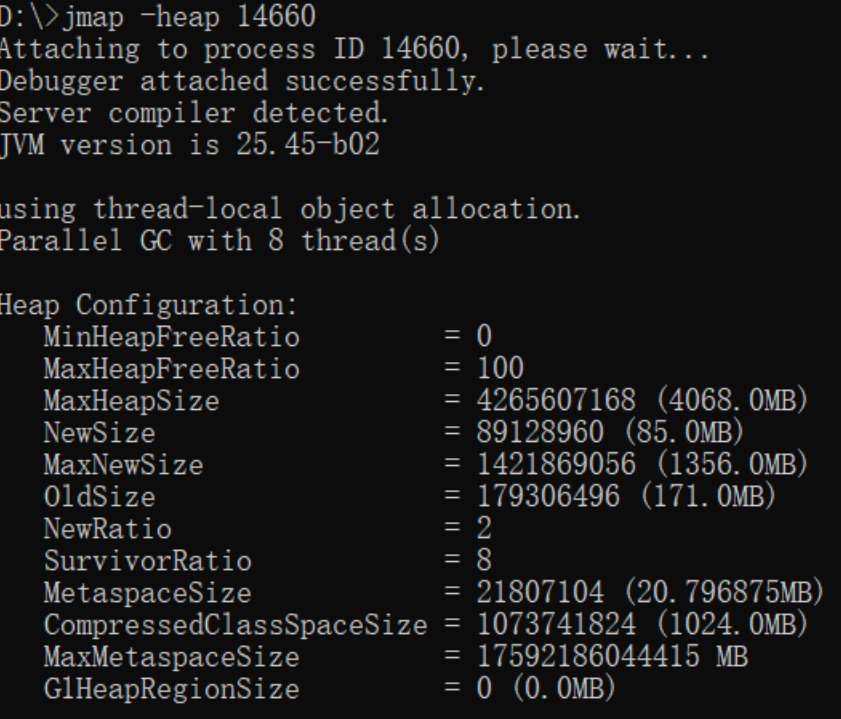 D:\>jmap -heap 14660
Attaching to process ID 14660, please wait...
Debugger attached successfully.
Server compiler detected.
JVM version is 25.45-b02
using thread-local object allocation.
Parallel GC with 8 thread(s)
Heap Configuration:
MinHeapFreeRatio = 0
MaxHeapFreeRatio = 100
MaxHeapSize = 4265607168 (4068.0MB)
NewSize = 89128960 (85.0MB)
MaxNewSize = 1421869056 (1356.0MB)
OldSize = 179306496 (171.0MB)
NewRatio = 2
SurvivorRatio = 8
MetaspaceSize = 21807104 (20.796875MB)
CompressedClassSpaceSize = 1073741824 (1024.0MB)
MaxMetaspaceSize = 17592186044415 MB
G1HeapRegionSize = 0 (0.0MB)